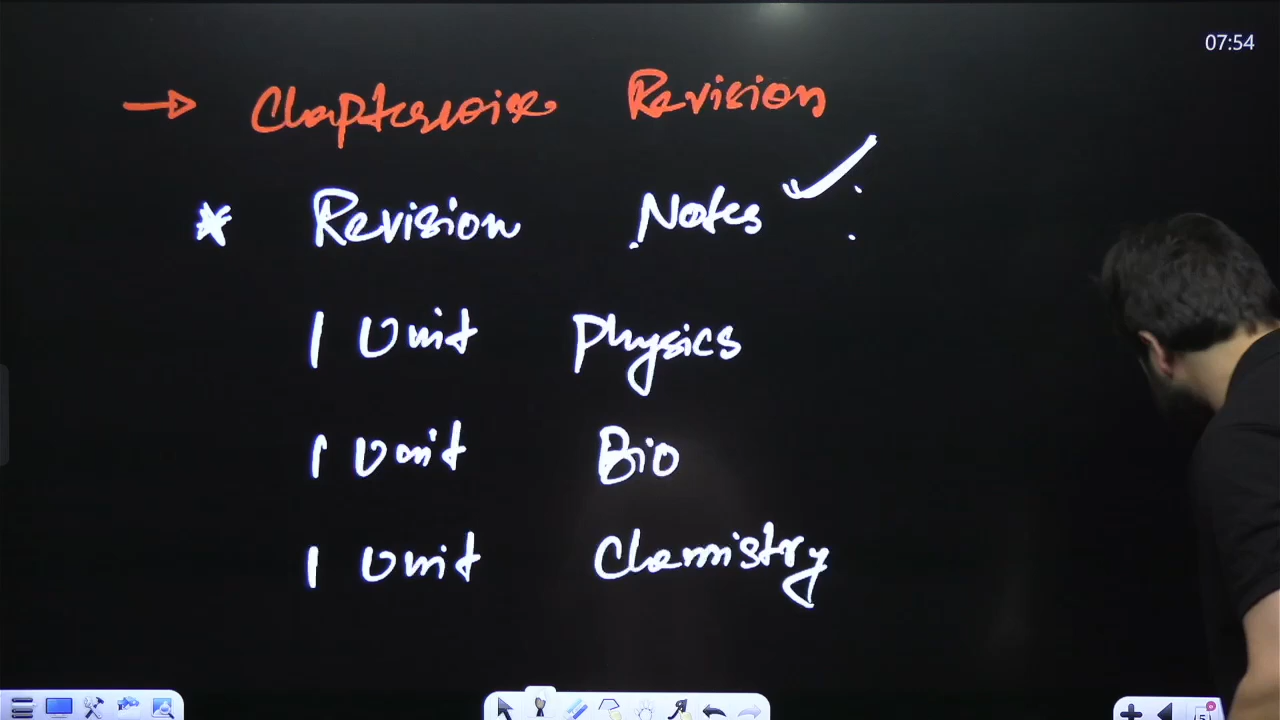 07:54
→ Chapterwise Revision
* Revision Notes ✓
1 Unit Physics
1 Unit Bio
1 Unit Chemistry